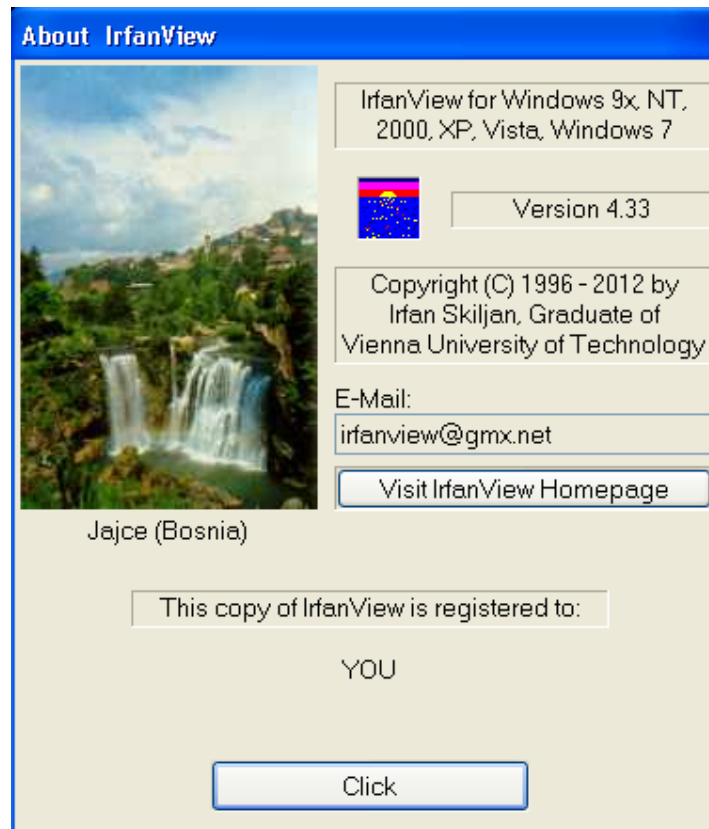 About IrfanView
IrfanView for Windows 9x, NT,
2000, XP, Vista, Windows 7
Version 4.33
Copyright (C) 1996 - 2012 by
Irfan Skiljan, Graduate of
Vienna University of Technology
E-Mail:
irfanview@gmx.net
Visit IrfanView Homepage
Jajce (Bosnia)
This copy of IrfanView is registered to:
YOU
Click